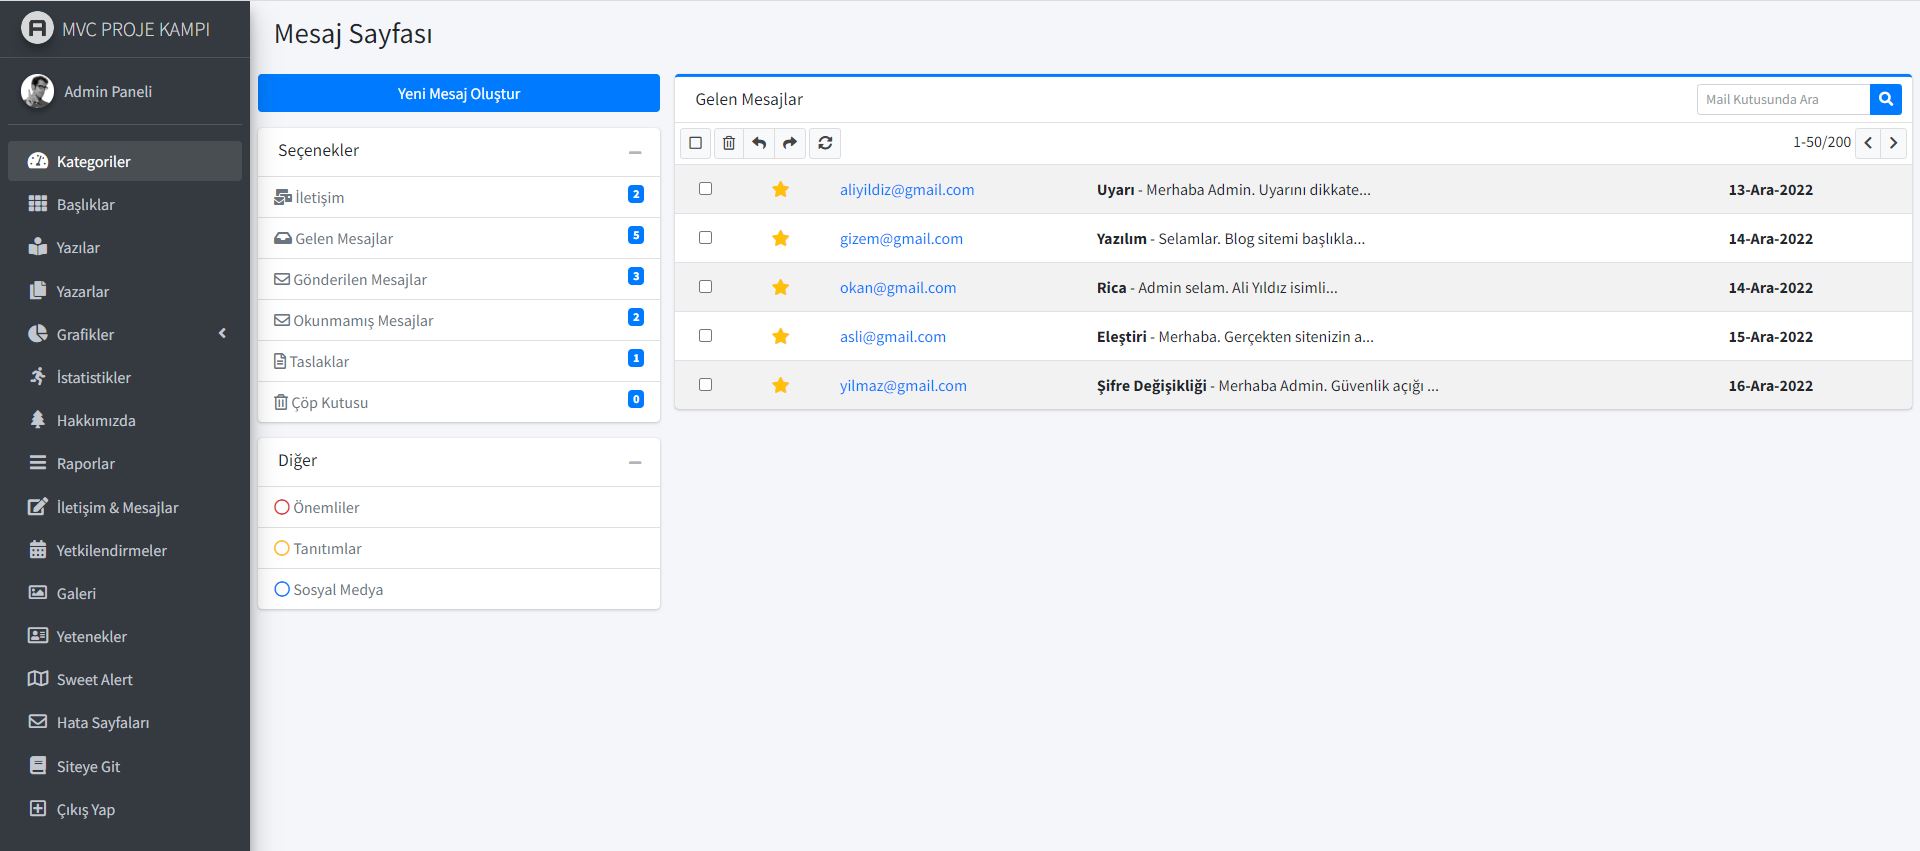 MVC PROJE KAMPI
Admin Paneli
Kategoriler
Başlıklar
Yazılar
Yazarlar
Grafikler
İstatistikler
Hakkımızda
Raporlar
İletişim & Mesajlar
Yetkilendirmeler
Galeri
Yetenekler
Sweet Alert
Hata Sayfaları
Siteye Git
Çıkış Yap
Mesaj Sayfası
Yeni Mesaj Oluştur
Seçenekler
İletişim 2
Gelen Mesajlar 5
Gönderilen Mesajlar 3
Okunmamış Mesajlar 2
Taslaklar 1
Çöp Kutusu 0
Diğer
Önemliler
Tanıtımlar
Sosyal Medya
Gelen Mesajlar
Mail Kutusunda Ara
1-50/200
aliyildiz@gmail.com Uyarı - Merhaba Admin. Uyarını dikkate... 13-Ara-2022
gizem@gmail.com Yazılım - Selamlar. Blog sitemi başlıkla... 14-Ara-2022
okan@gmail.com Rica - Admin selam. Ali Yıldız isimli... 14-Ara-2022
asli@gmail.com Eleştiri - Merhaba. Gerçekten sitenizin a... 15-Ara-2022
yilmaz@gmail.com Şifre Değişikliği - Merhaba Admin. Güvenlik açığı ... 16-Ara-2022